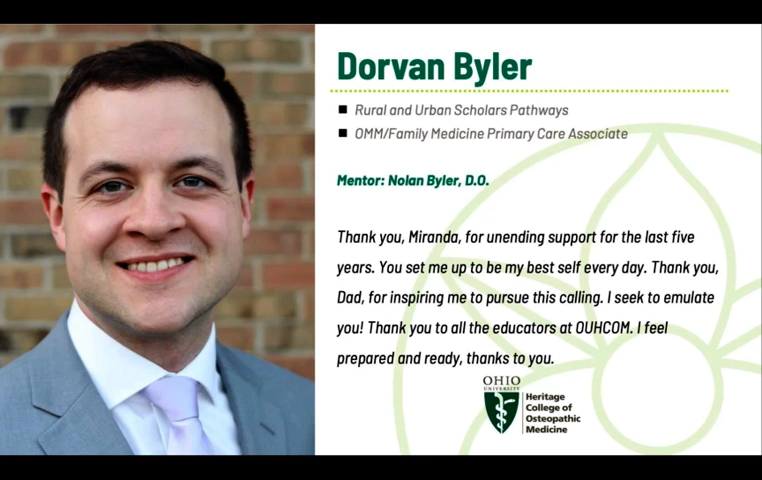 Dorvan Byler
Rural and Urban Scholars Pathways
OMM/Family Medicine Primary Care Associate
Mentor: Nolan Byler, D.O.
Thank you, Miranda, for unending support for the last five
years. You set me up to be my best self every day. Thank you,
Dad, for inspiring me to pursue this calling. I seek to emulate
you! Thank you to all the educators at OUHCOM. I feel
prepared and ready, thanks to you.
OHIO
UNIVERSITY
Heritage
College of
Osteopathic
Medicine